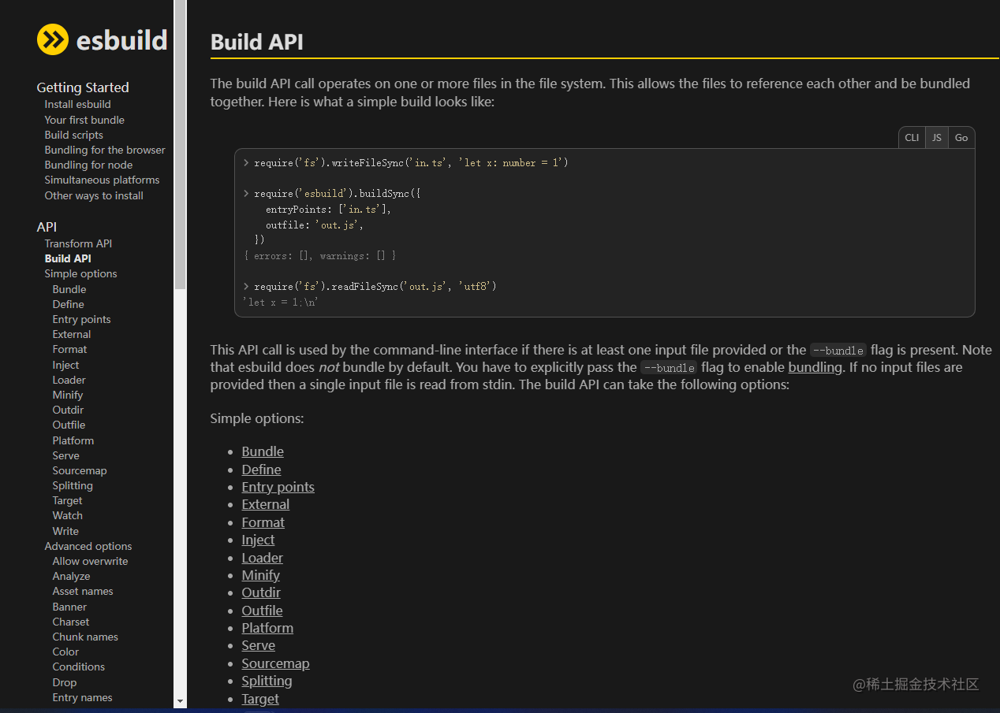 esbuild
Getting Started
Install esbuild
Your first bundle
Build scripts
Bundling for the browser
Bundling for node
Simultaneous platforms
Other ways to install
API
Transform API
Build API
Simple options
Bundle
Define
Entry points
External
Format
Inject
Loader
Minify
Outdir
Outfile
Platform
Serve
Sourcemap
Splitting
Target
Watch
Write
Advanced options
Allow overwrite
Analyze
Asset names
Banner
Charset
Chunk names
Color
Conditions
Drop
Entry names
Build API
The build API call operates on one or more files in the file system. This allows the files to reference each other and be bundled
together. Here is what a simple build looks like:
CLI JS Go
> require('fs').writeFileSync('in.ts', 'let x: number = 1')
> require('esbuild').buildSync({
entryPoints: ['in.ts'],
outfile: 'out.js',
})
{ errors: [], warnings: [] }
> require('fs').readFileSync('out.js', 'utf8')
'let x = 1;\n'
This API call is used by the command-line interface if there is at least one input file provided or the --bundle flag is present. Note
that esbuild does not bundle by default. You have to explicitly pass the --bundle flag to enable bundling. If no input files are
provided then a single input file is read from stdin. The build API can take the following options:
Simple options:
• Bundle
• Define
• Entry points
• External
• Format
• Inject
• Loader
• Minify
• Outdir
• Outfile
• Platform
• Serve
• Sourcemap
• Splitting
• Target
@稀土掘金技术社区